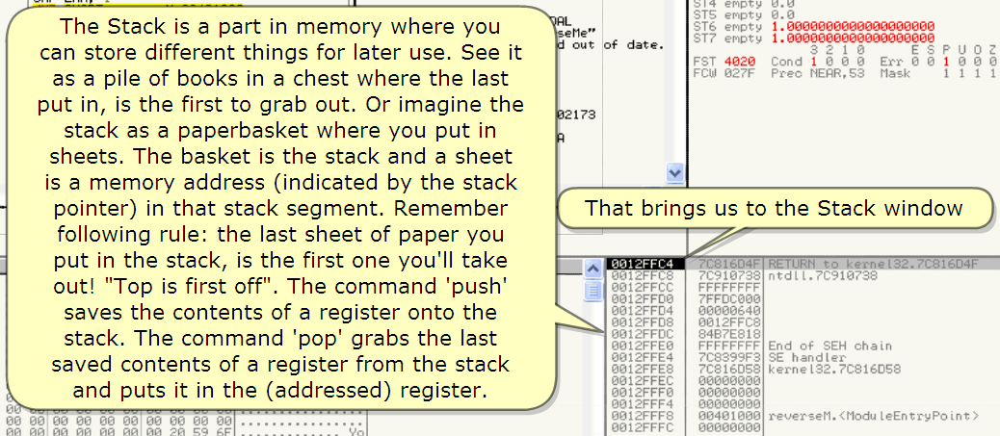 The Stack is a part in memory where you
can store different things for later use. See it
as a pile of books in a chest where the last
put in, is the first to grab out. Or imagine the
stack as a paperbasket where you put in
sheets. The basket is the stack and a sheet
is a memory address (indicated by the stack
pointer) in that stack segment. Remember
following rule: the last sheet of paper you
put in the stack, is the first one you'll take
out! "Top is first off". The command 'push'
saves the contents of a register onto the
stack. The command 'pop' grabs the last
saved contents of a register from the stack
and puts it in the (addressed) register.
seMe"
d out of date.
02173
A
ST4 empty 0.0
ST5 empty 0.0
ST6 empty 1.0000000000000000000
ST7 empty 1.0000000000000000000
3 2 1 0 E S P U O Z
FST 4020 Cond 1 0 0 0 Err 0 0 1 0 0 0
FCW 027F Prec NEAR,53 Mask 1 1 1 1
That brings us to the Stack window
0012FFC4 7C816D4F RETURN to kernel32.7C816D4F
0012FFC8 7C910738 ntdll.7C910738
0012FFCC FFFFFFFF
0012FFD0 7FFDC000
0012FFD4 00000640
0012FFD8 0012FFC8
0012FFDC 84B7E818
0012FFE0 FFFFFFFF End of SEH chain
0012FFE4 7C8399F3 SE handler
0012FFE8 7C816D58 kernel32.7C816D58
0012FFEC 00000000
0012FFF0 00000000
0012FFF4 00000000
0012FFF8 00401000 reverseM.<ModuleEntryPoint>
0012FFFC 00000000
00 00 00 00 00 00 00 00 ................
00 00 00 00 00 20 59 6F ............. Yo